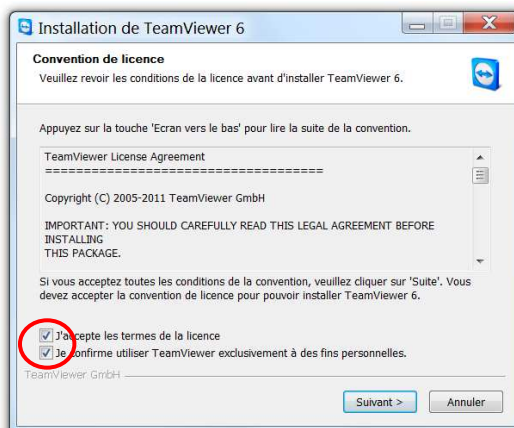 Installation de TeamViewer 6
Convention de licence
Veuillez revoir les conditions de la licence avant d'installer TeamViewer 6.
Appuyez sur la touche 'Ecran vers le bas' pour lire la suite de la convention.
TeamViewer License Agreement
====================================
Copyright (C) 2005-2011 TeamViewer GmbH
IMPORTANT: YOU SHOULD CAREFULLY READ THIS LEGAL AGREEMENT BEFORE
INSTALLING
THIS PACKAGE.
Si vous acceptez toutes les conditions de la convention, veuillez cliquer sur 'Suite'. Vous
devez accepter la convention de licence pour pouvoir installer TeamViewer 6.
J'accepte les termes de la licence
Je confirme utiliser TeamViewer exclusivement à des fins personnelles.
TeamViewer GmbH
Suivant > Annuler